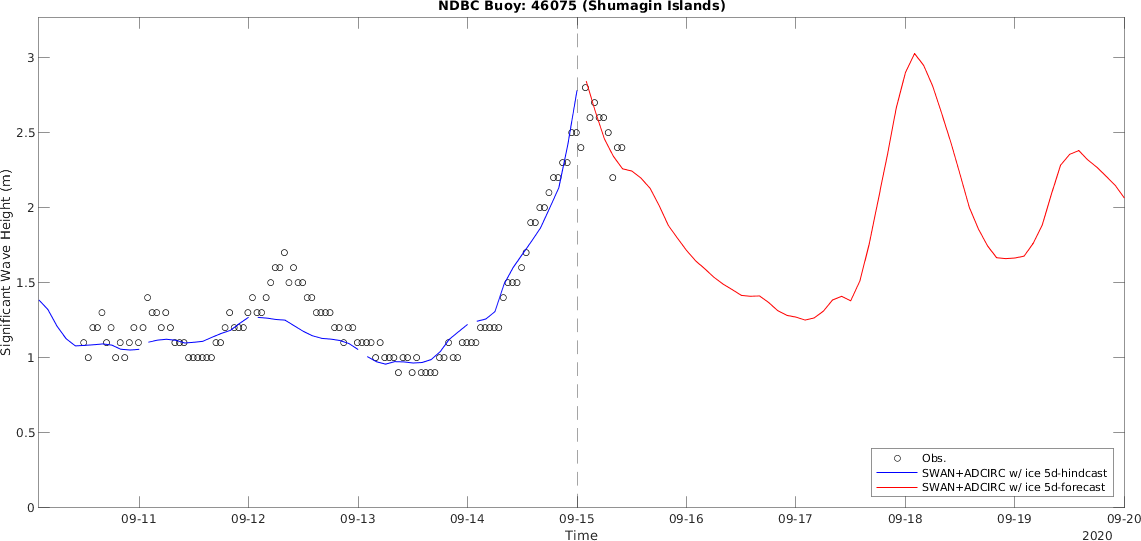 NDBC Buoy: 46075 (Shumagin Islands)
Significant Wave Height (m)
3
2.5
2
1.5
1
0.5
0
Obs.
SWAN+ADCIRC w/ ice 5d-hindcast
SWAN+ADCIRC w/ ice 5d-forecast
09-11 09-12 09-13 09-14 09-15 09-16 09-17 09-18 09-19 09-20
Time
2020